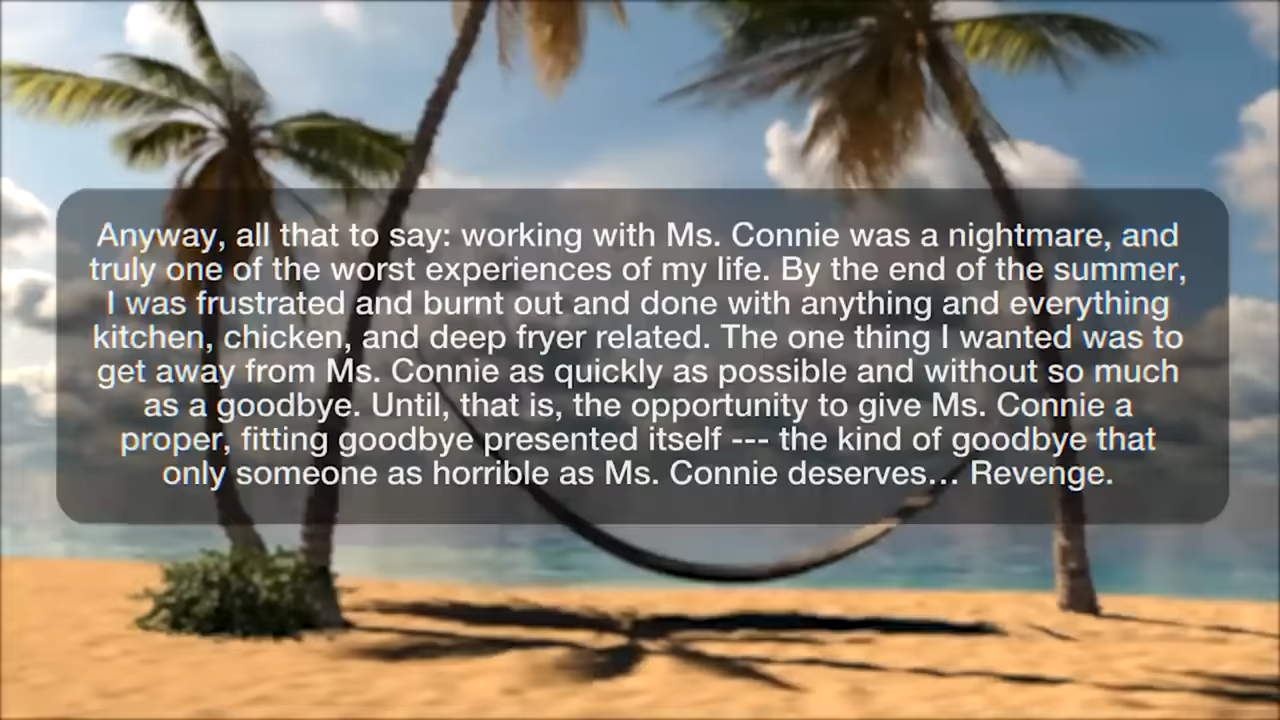 Anyway, all that to say: working with Ms. Connie was a nightmare, and
truly one of the worst experiences of my life. By the end of the summer,
I was frustrated and burnt out and done with anything and everything
kitchen, chicken, and deep fryer related. The one thing I wanted was to
get away from Ms. Connie as quickly as possible and without so much
as a goodbye. Until, that is, the opportunity to give Ms. Connie a
proper, fitting goodbye presented itself --- the kind of goodbye that
only someone as horrible as Ms. Connie deserves... Revenge.